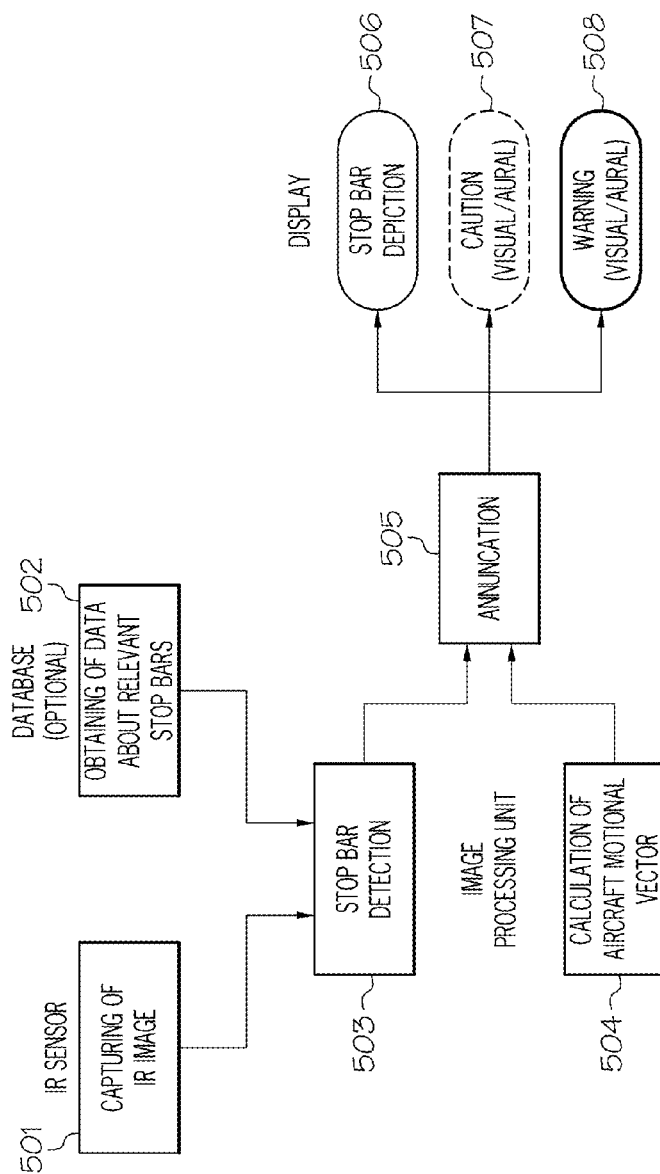 IR SENSOR
501
CAPTURING OF
IR IMAGE
DATABASE
(OPTIONAL)
502
OBTAINING OF DATA
ABOUT RELEVANT
STOP BARS
503
STOP BAR
DETECTION
IMAGE
PROCESSING UNIT
504
CALCULATION OF
AIRCRAFT MOTIONAL
VECTOR
505
ANNUNCATION
DISPLAY
STOP BAR
DEPICTION
506
CAUTION
(VISUAL/AURAL)
507
WARNING
(VISUAL/AURAL)
508